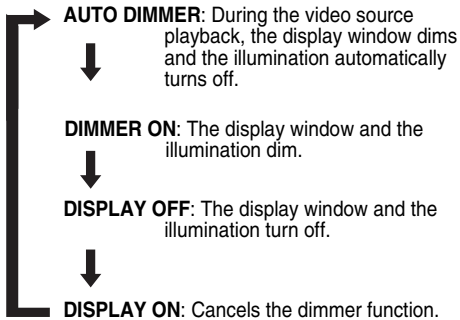 AUTO DIMMER: During the video source
playback, the display window dims
and the illumination automatically
turns off.
DIMMER ON: The display window and the
illumination dim.
DISPLAY OFF: The display window and the
illumination turn off.
DISPLAY ON: Cancels the dimmer function.